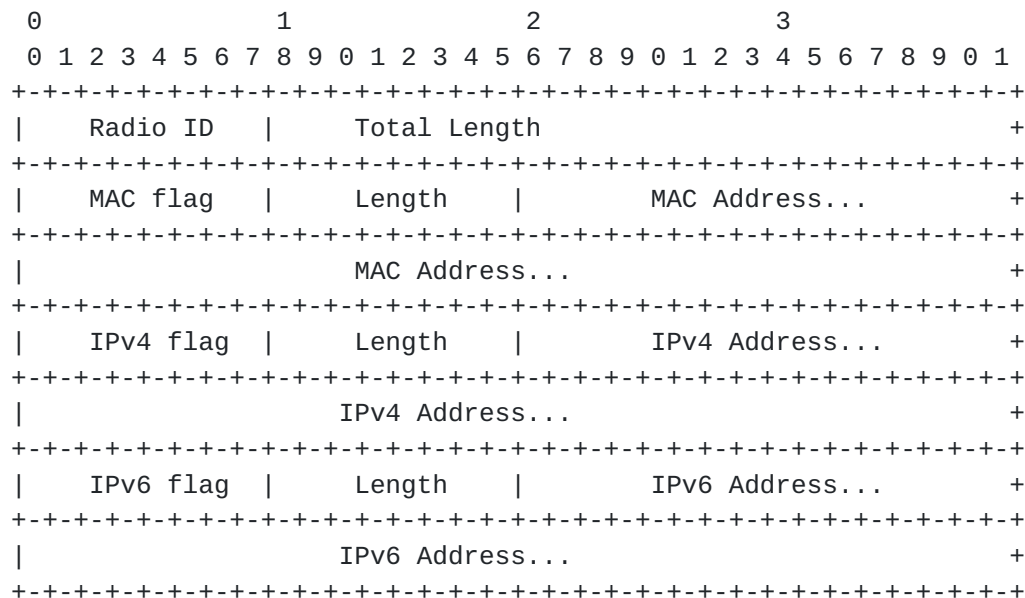 0                   1                   2                   3
 0 1 2 3 4 5 6 7 8 9 0 1 2 3 4 5 6 7 8 9 0 1 2 3 4 5 6 7 8 9 0 1
+-+-+-+-+-+-+-+-+-+-+-+-+-+-+-+-+-+-+-+-+-+-+-+-+-+-+-+-+-+-+-+-+
|    Radio ID   |     Total Length                              +
+-+-+-+-+-+-+-+-+-+-+-+-+-+-+-+-+-+-+-+-+-+-+-+-+-+-+-+-+-+-+-+-+
|    MAC flag   |     Length    |        MAC Address...         +
+-+-+-+-+-+-+-+-+-+-+-+-+-+-+-+-+-+-+-+-+-+-+-+-+-+-+-+-+-+-+-+-+
|                     MAC Address...                            +
+-+-+-+-+-+-+-+-+-+-+-+-+-+-+-+-+-+-+-+-+-+-+-+-+-+-+-+-+-+-+-+-+
|    IPv4 flag  |     Length    |        IPv4 Address...        +
+-+-+-+-+-+-+-+-+-+-+-+-+-+-+-+-+-+-+-+-+-+-+-+-+-+-+-+-+-+-+-+-+
|                    IPv4 Address...                            +
+-+-+-+-+-+-+-+-+-+-+-+-+-+-+-+-+-+-+-+-+-+-+-+-+-+-+-+-+-+-+-+-+
|    IPv6 flag  |     Length    |        IPv6 Address...        +
+-+-+-+-+-+-+-+-+-+-+-+-+-+-+-+-+-+-+-+-+-+-+-+-+-+-+-+-+-+-+-+-+
|                    IPv6 Address...                            +
+-+-+-+-+-+-+-+-+-+-+-+-+-+-+-+-+-+-+-+-+-+-+-+-+-+-+-+-+-+-+-+-+